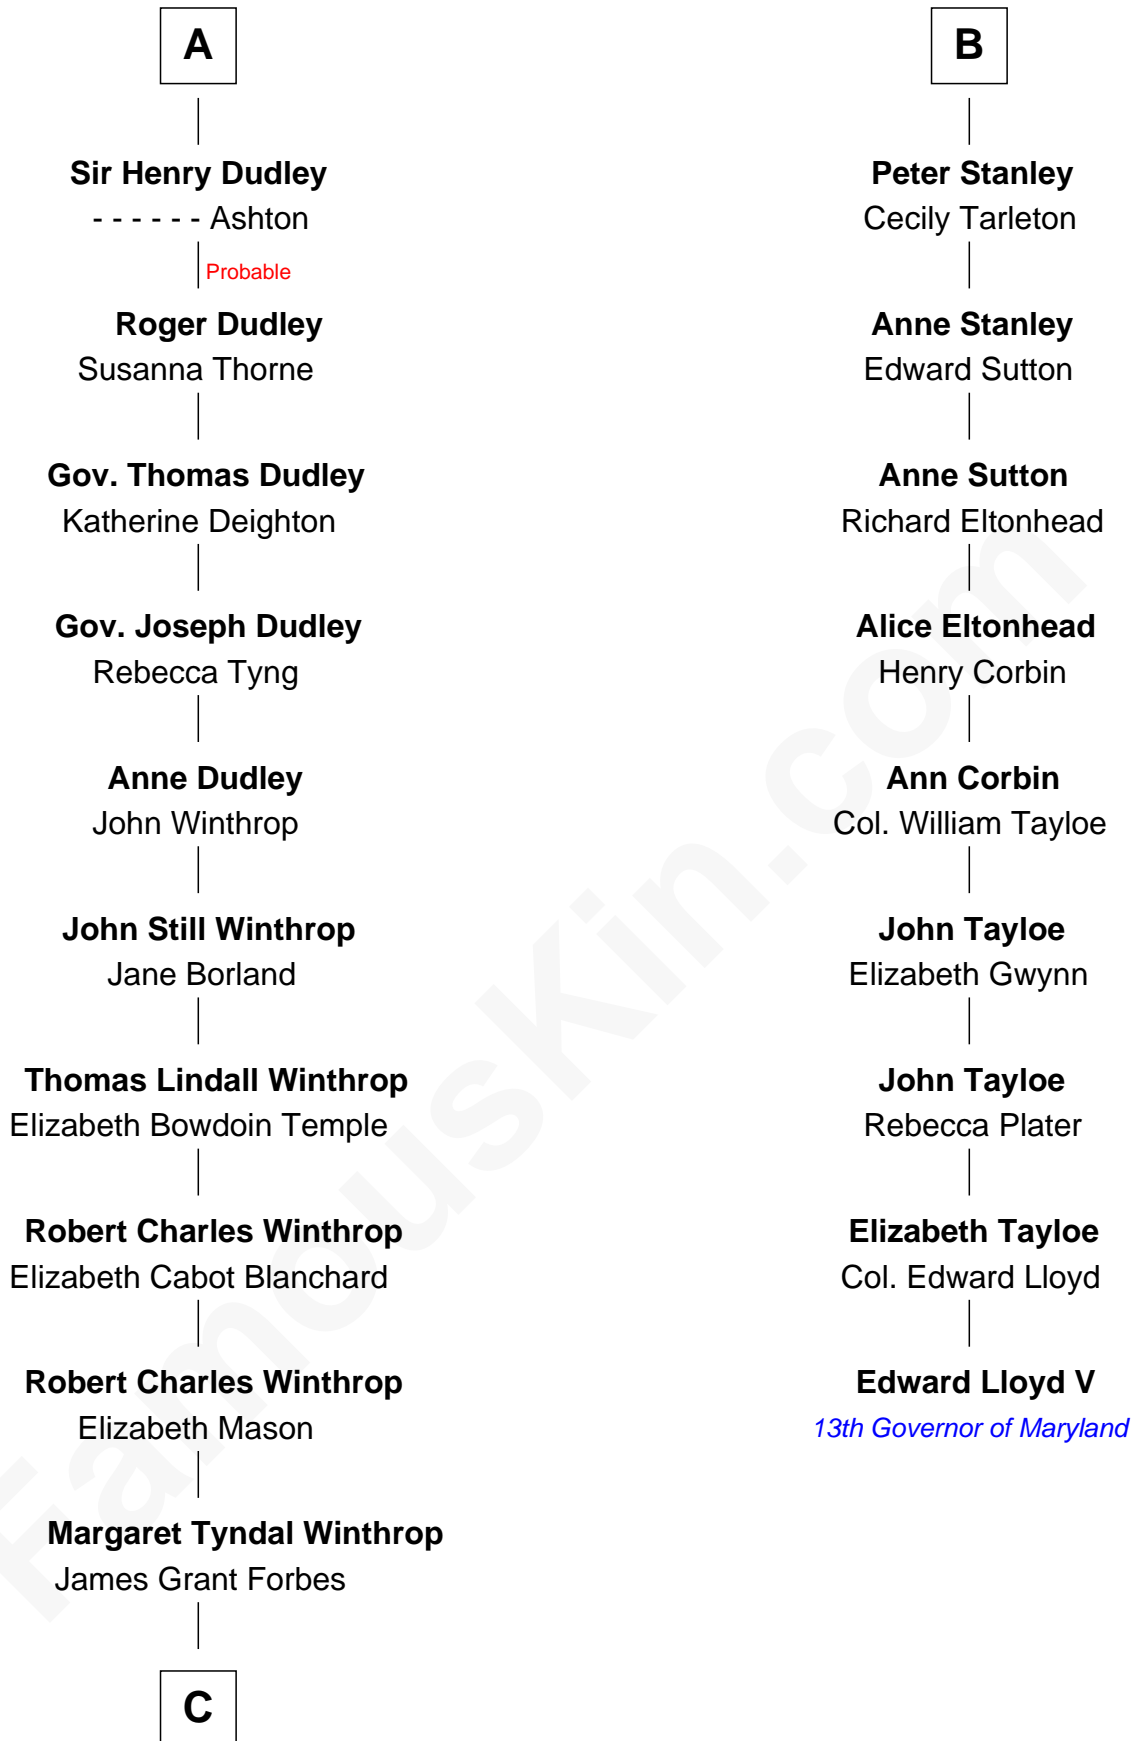 A
Sir Henry Dudley
- - - - - - Ashton
Probable
Roger Dudley
Susanna Thorne
Gov. Thomas Dudley
Katherine Deighton
Gov. Joseph Dudley
Rebecca Tyng
Anne Dudley
John Winthrop
John Still Winthrop
Jane Borland
Thomas Lindall Winthrop
Elizabeth Bowdoin Temple
Robert Charles Winthrop
Elizabeth Cabot Blanchard
Robert Charles Winthrop
Elizabeth Mason
Margaret Tyndal Winthrop
James Grant Forbes
C
B
Peter Stanley
Cecily Tarleton
Anne Stanley
Edward Sutton
Anne Sutton
Richard Eltonhead
Alice Eltonhead
Henry Corbin
Ann Corbin
Col. William Tayloe
John Tayloe
Elizabeth Gwynn
John Tayloe
Rebecca Plater
Elizabeth Tayloe
Col. Edward Lloyd
Edward Lloyd V
13th Governor of Maryland
FamousKin.com